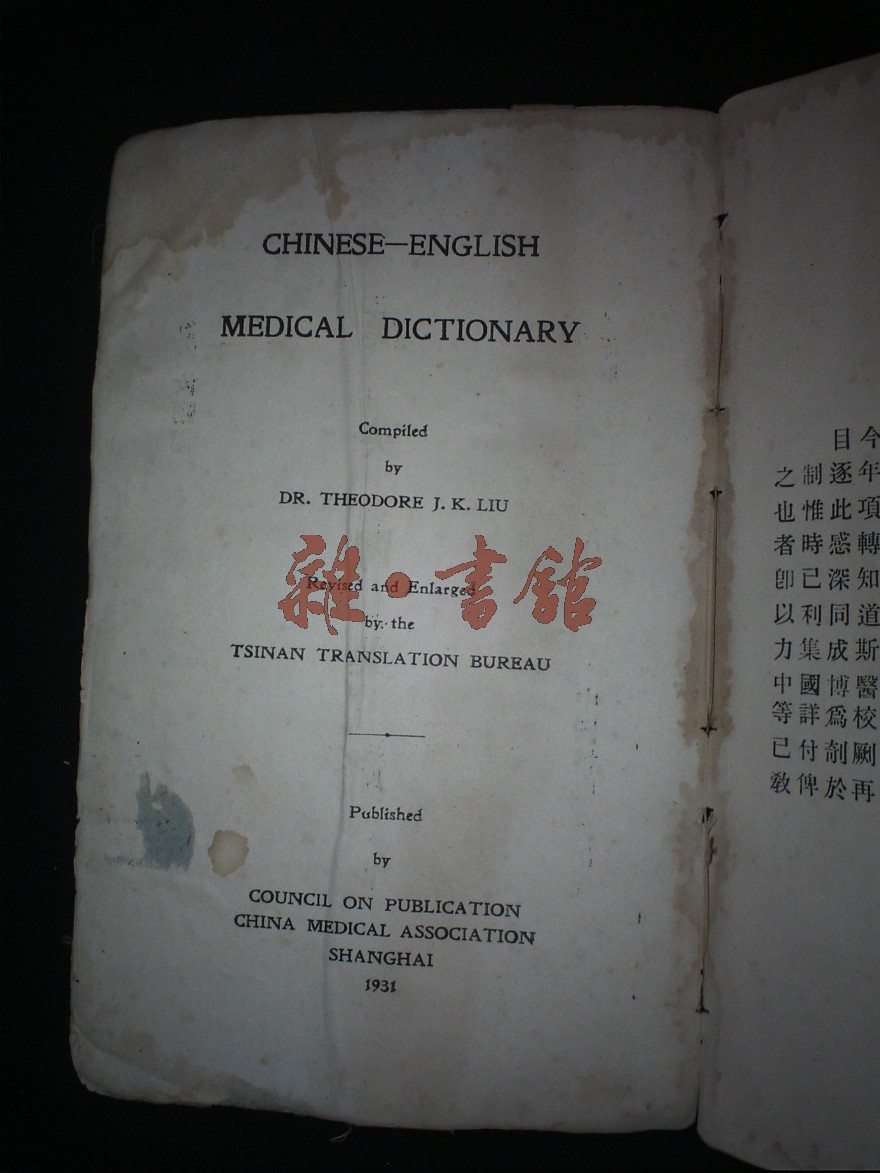 CHINESE—ENGLISH
MEDICAL DICTIONARY
Compiled
by
DR. THEODORE J. K. LIU
雜·書舘
Revised and Enlarged
by the
TSINAN TRANSLATION BUREAU
Published
by
COUNCIL ON PUBLICATION
CHINA MEDICAL ASSOCIATION
SHANGHAI
1931
目今
之制逐年
也惟此項
者時感轉
卽已深知
以利同道
力集成斯
中國博醫
等詳爲校
已付剞劂
敎俾於再